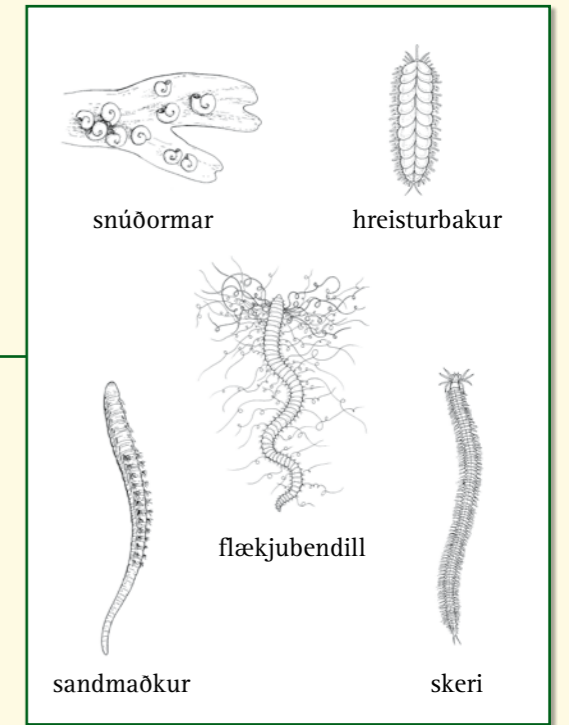 snúðormar
hreisturbakur
flækjubendill
sandmaðkur
skeri